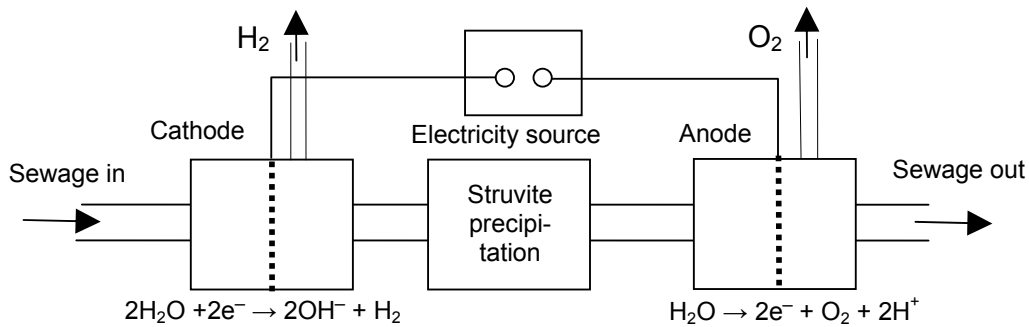 H₂
O₂
Cathode
Electricity source
Anode
Sewage in
Struvite
precipi-
tation
Sewage out
2H₂O +2e⁻ → 2OH⁻ + H₂
H₂O → 2e⁻ + O₂ + 2H⁺